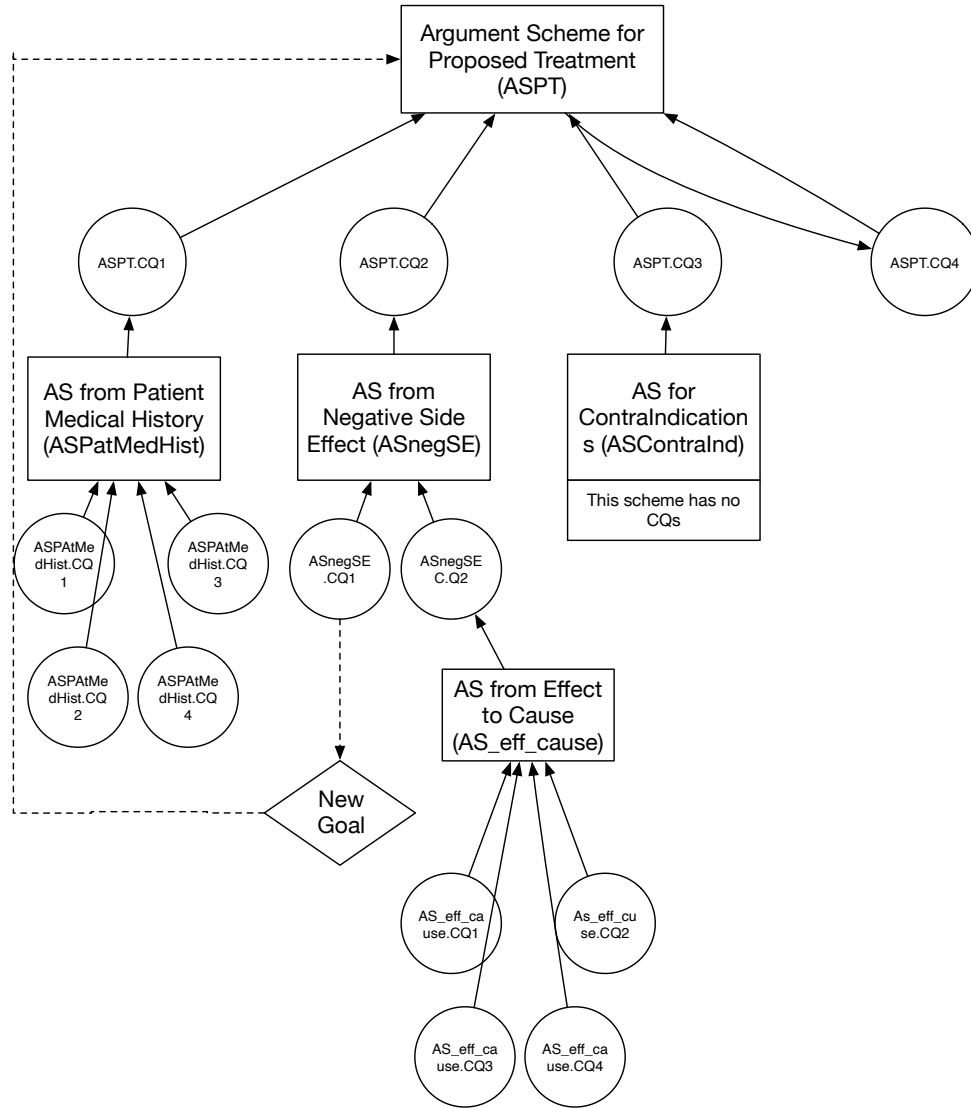 Argument Scheme for
Proposed Treatment
(ASPT)
ASPT.CQ1
ASPT.CQ2
ASPT.CQ3
ASPT.CQ4
AS from Patient
Medical History
(ASPatMedHist)
AS from
Negative Side
Effect (ASnegSE)
AS for
ContraIndication
s (ASContraInd)
This scheme has no
CQs
ASPAtMe
dHist.CQ
1
ASPAtMe
dHist.CQ
3
ASnegSE
.CQ1
ASnegSE
C.Q2
ASPAtMe
dHist.CQ
2
ASPAtMe
dHist.CQ
4
AS from Effect
to Cause
(AS_eff_cause)
New
Goal
AS_eff_ca
use.CQ1
As_eff_cu
se.CQ2
AS_eff_ca
use.CQ3
AS_eff_ca
use.CQ4